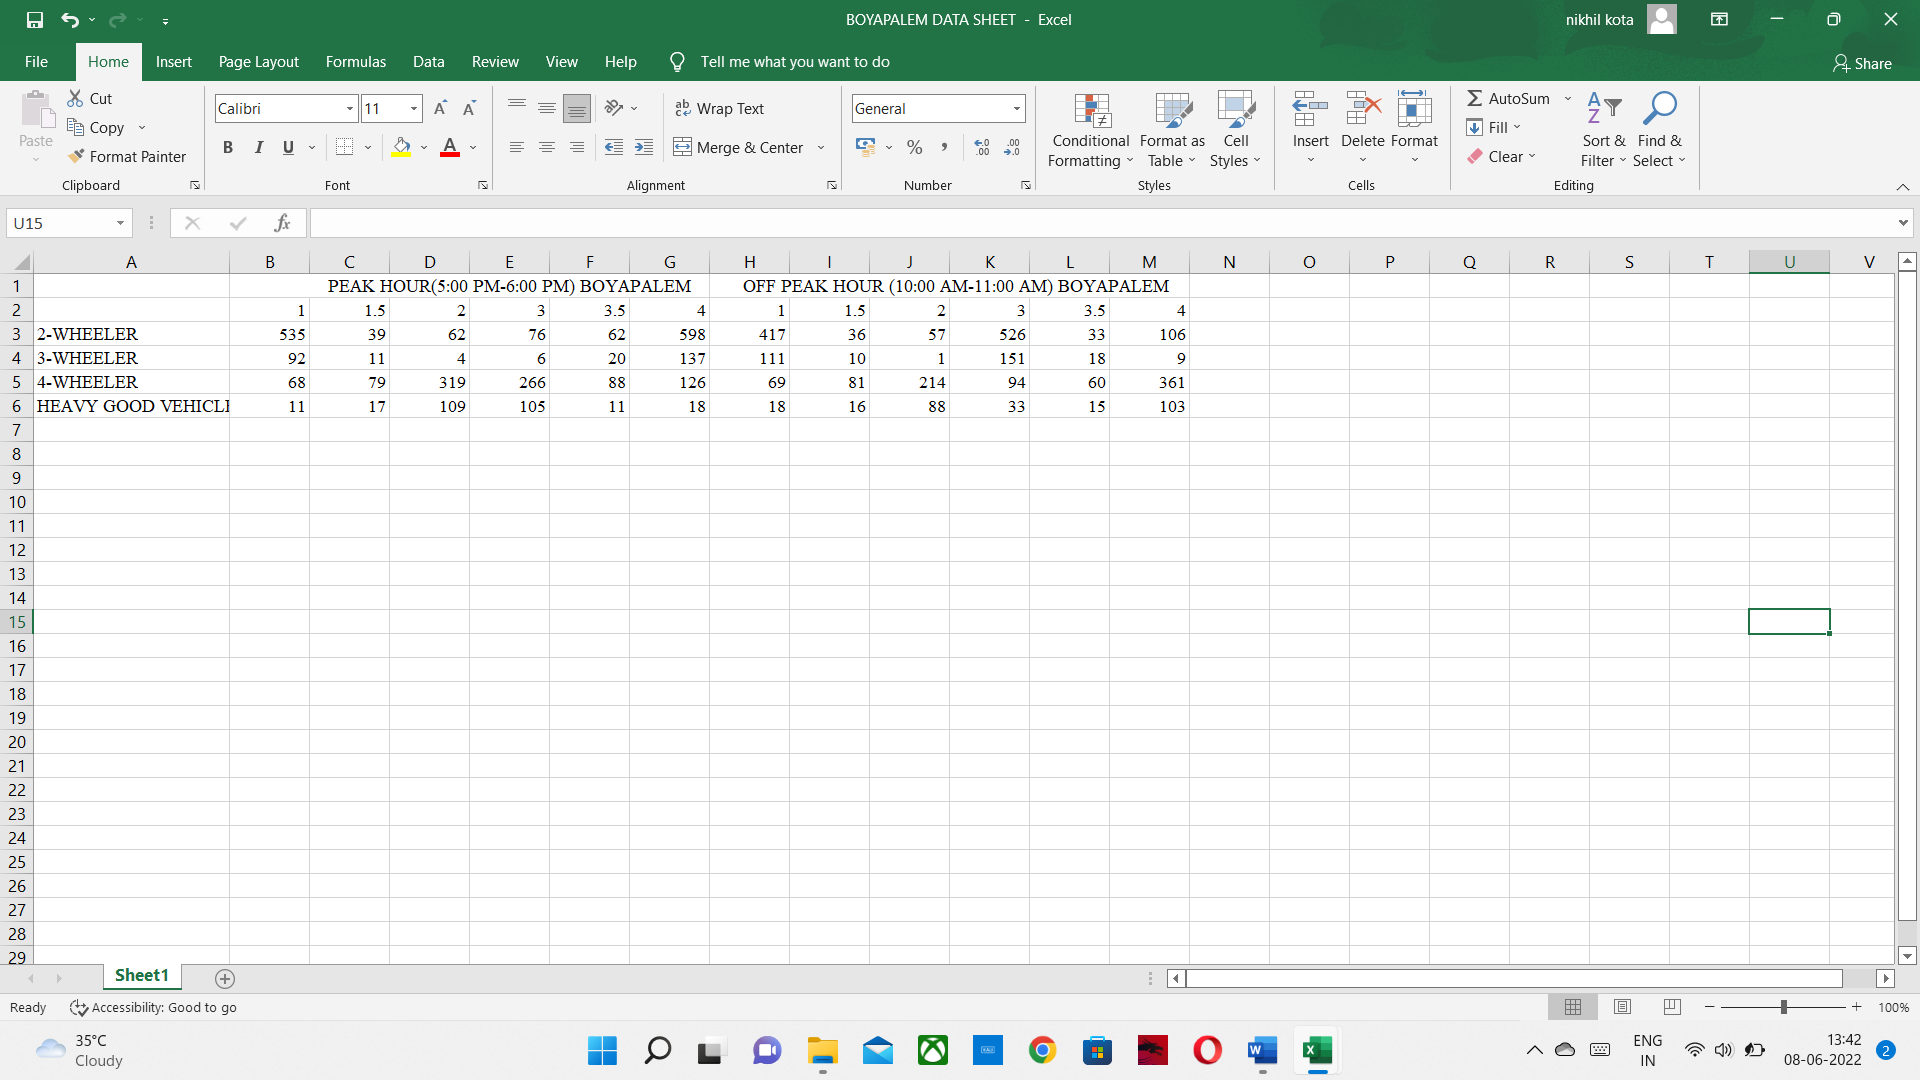 BOYAPALEM DATA SHEET - Excel
nikhil kota
File Home Insert Page Layout Formulas Data Review View Help Tell me what you want to do Share
Paste Cut
Copy
Format Painter
Clipboard
Calibri 11 A A
B I U A
Font
ab Wrap Text
Merge & Center
Alignment
General
% ,
Number
Conditional Formatting
Format as Table
Cell Styles
Styles
Insert Delete Format
Cells
AutoSum
Fill
Clear
Sort & Filter
Find & Select
Editing
U15 fx
A B C D E F G H I J K L M N O P Q R S T U V
1 PEAK HOUR(5:00 PM-6:00 PM) BOYAPALEM OFF PEAK HOUR (10:00 AM-11:00 AM) BOYAPALEM
2 1 1.5 2 3 3.5 4 1 1.5 2 3 3.5 4
3 2-WHEELER 535 39 62 76 62 598 417 36 57 526 33 106
4 3-WHEELER 92 11 4 6 20 137 111 10 1 151 18 9
5 4-WHEELER 68 79 319 266 88 126 69 81 214 94 60 361
6 HEAVY GOOD VEHICLE 11 17 109 105 11 18 18 16 88 33 15 103
7
8
9
10
11
12
13
14
15
16
17
18
19
20
21
22
23
24
25
26
27
28
29
Sheet1
Ready Accessibility: Good to go 100%
35°C
Cloudy
ENG
IN
13:42
08-06-2022
2